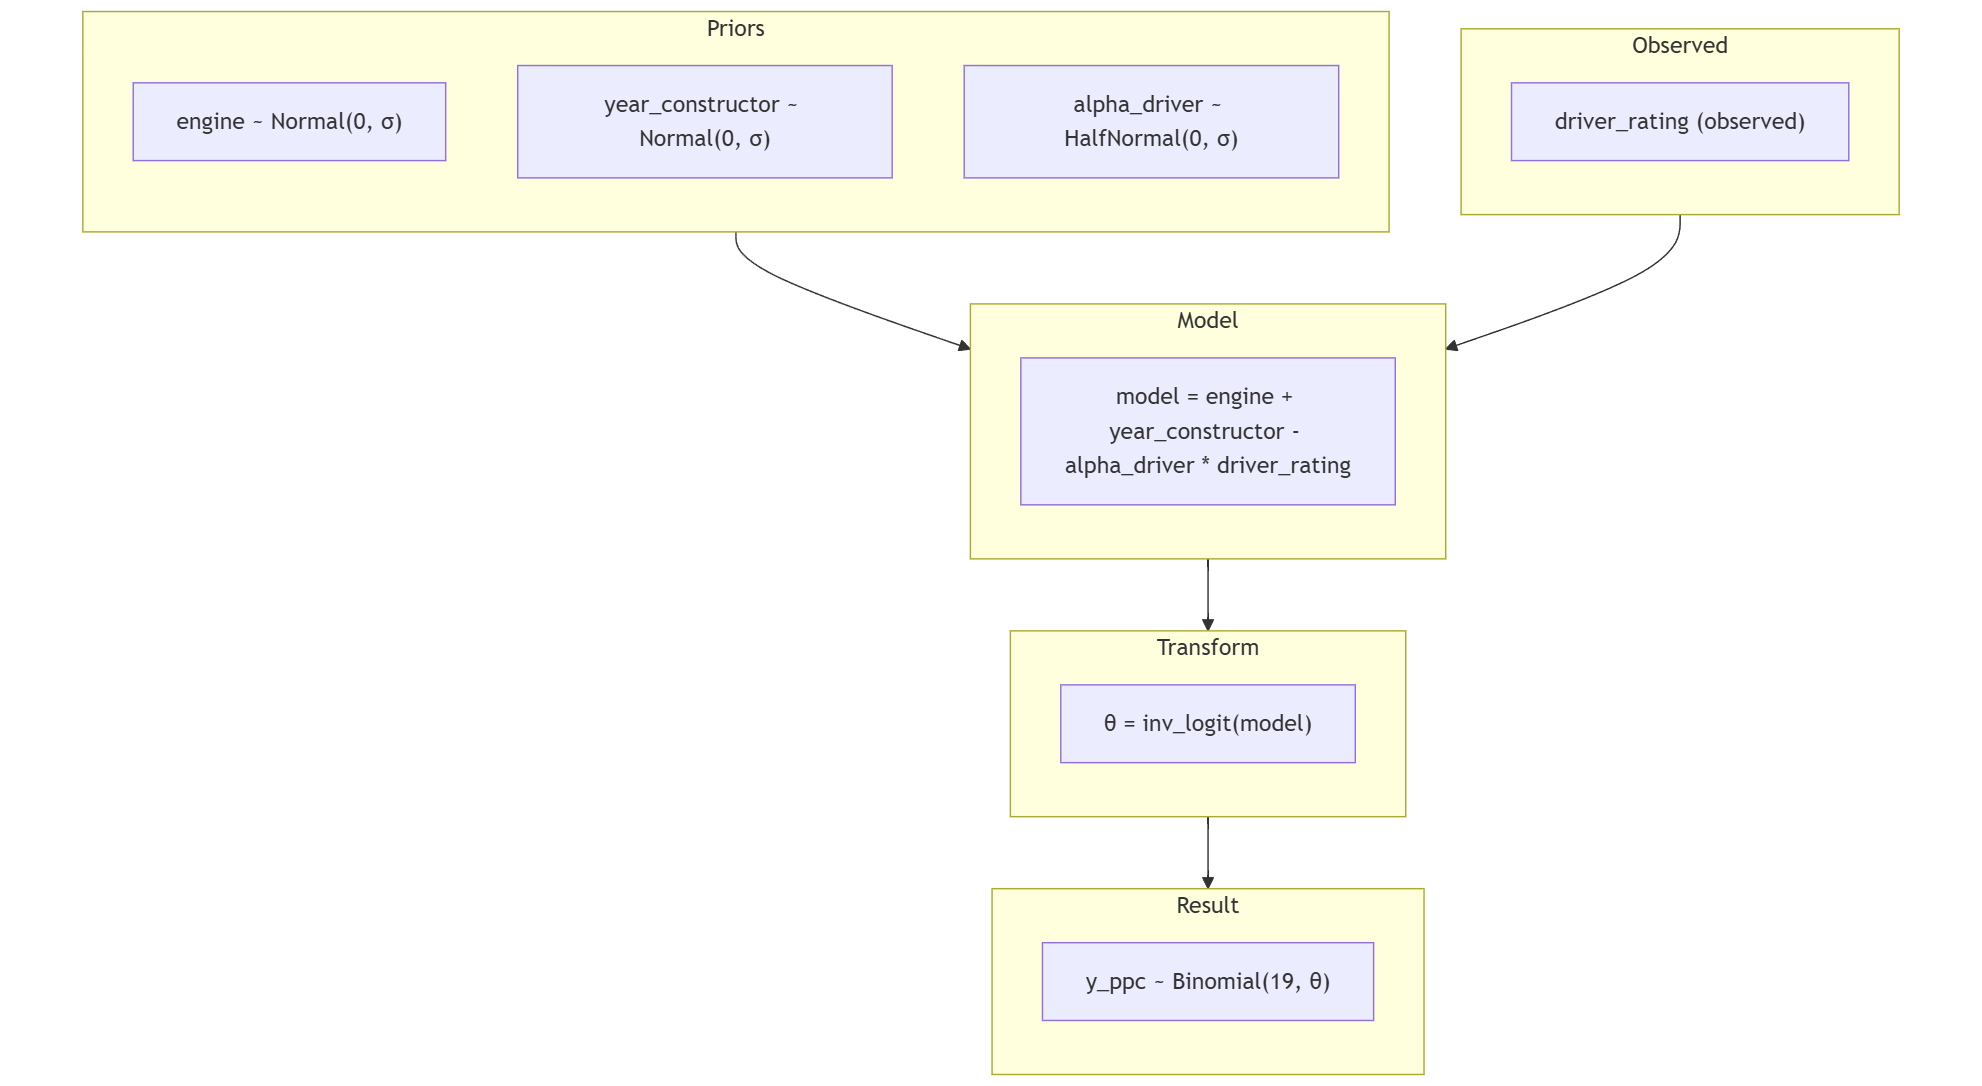 Priors
engine ~ Normal(0, σ)
year_constructor ~
Normal(0, σ)
alpha_driver ~
HalfNormal(0, σ)
Observed
driver_rating (observed)
Model
model = engine +
year_constructor -
alpha_driver * driver_rating
Transform
θ = inv_logit(model)
Result
y_ppc ~ Binomial(19, θ)